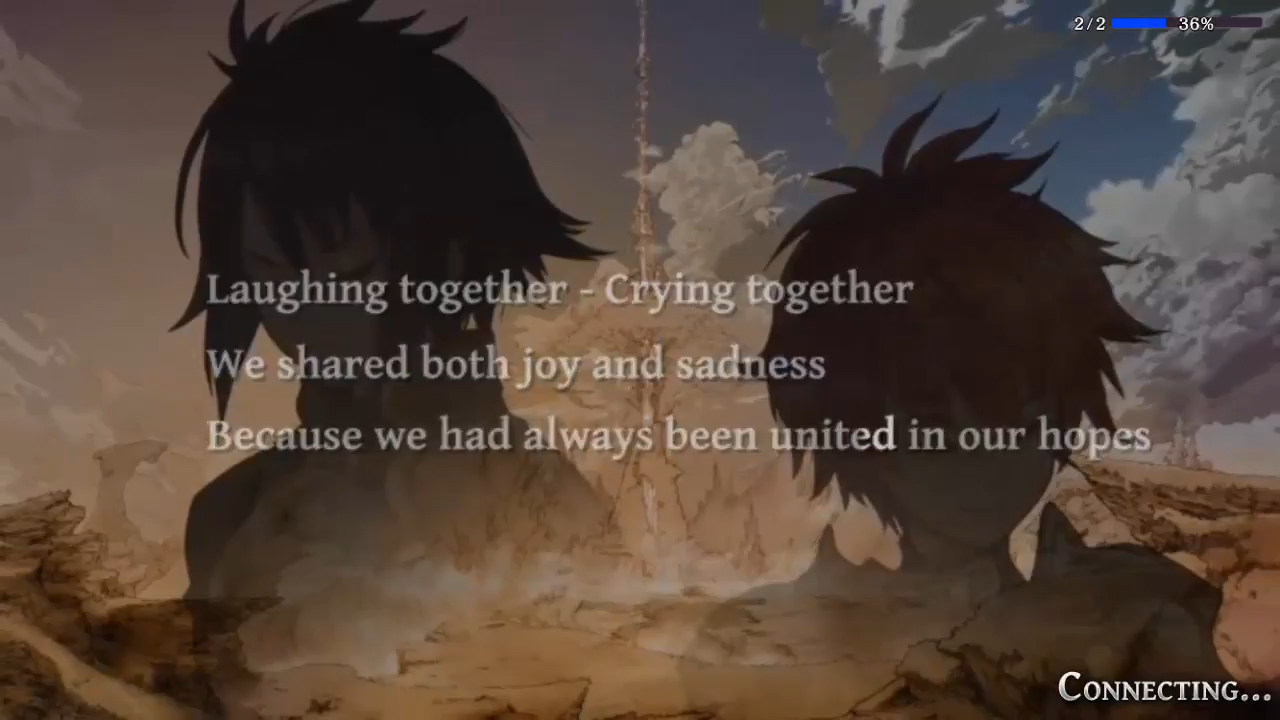 2/2 36%
Laughing together - Crying together
We shared both joy and sadness
Because we had always been united in our hopes
CONNECTING...